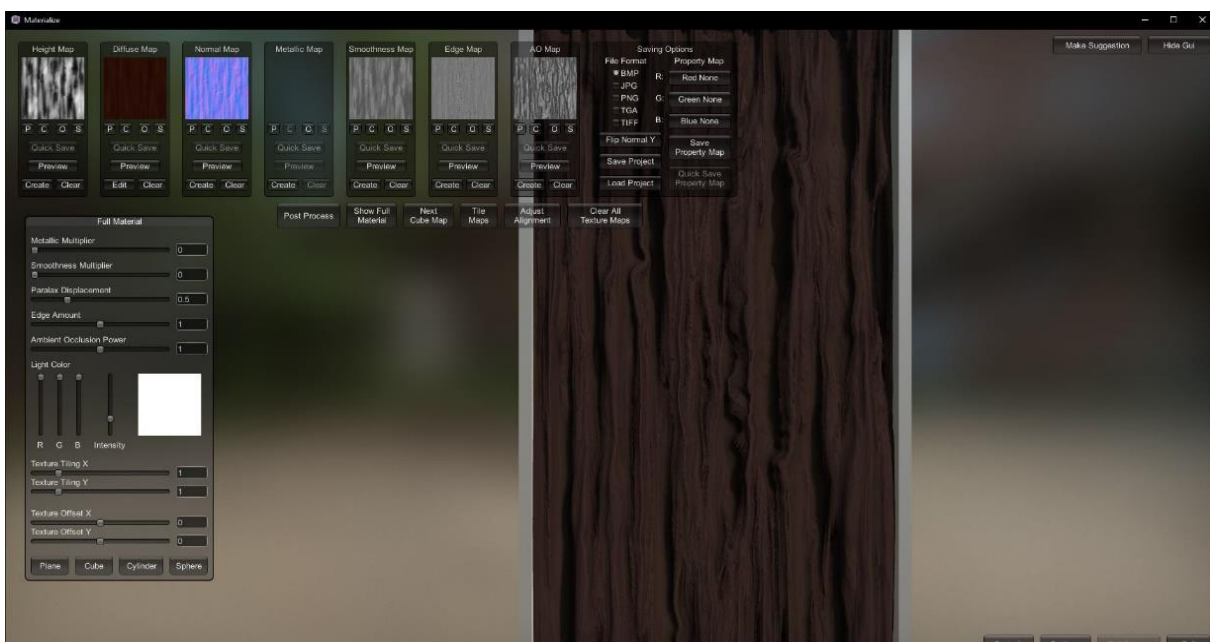 Materialize
Make Suggestion
Hide Gui
Height Map
P C O S
Quick Save
Preview
Create Clear
Diffuse Map
P C O S
Quick Save
Preview
Edit Clear
Normal Map
P C O S
Quick Save
Preview
Create Clear
Metallic Map
P C O S
Quick Save
Preview
Create Clear
Smoothness Map
P C O S
Quick Save
Preview
Create Clear
Edge Map
P C O S
Quick Save
Preview
Create Clear
AO Map
P C O S
Quick Save
Preview
Create Clear
Saving Options
File Format
BMP
JPG
PNG
TGA
TIFF
Flip Normal Y
Save Project
Load Project
Property Map
R: Red None
G: Green None
B: Blue None
Save
Property Map
Quick Save
Property Map
Post Process
Show Full
Material
Next
Cube Map
Tile
Maps
Adjust
Alignment
Clear All
Texture Maps
Full Material
Metallic Multiplier
0
Smoothness Multiplier
0
Paralax Displacement
0.5
Edge Amount
1
Ambient Occlusion Power
1
Light Color
R G B Intensity
Texture Tiling X
1
Texture Tiling Y
1
Texture Offset X
0
Texture Offset Y
0
Plane Cube Cylinder Sphere